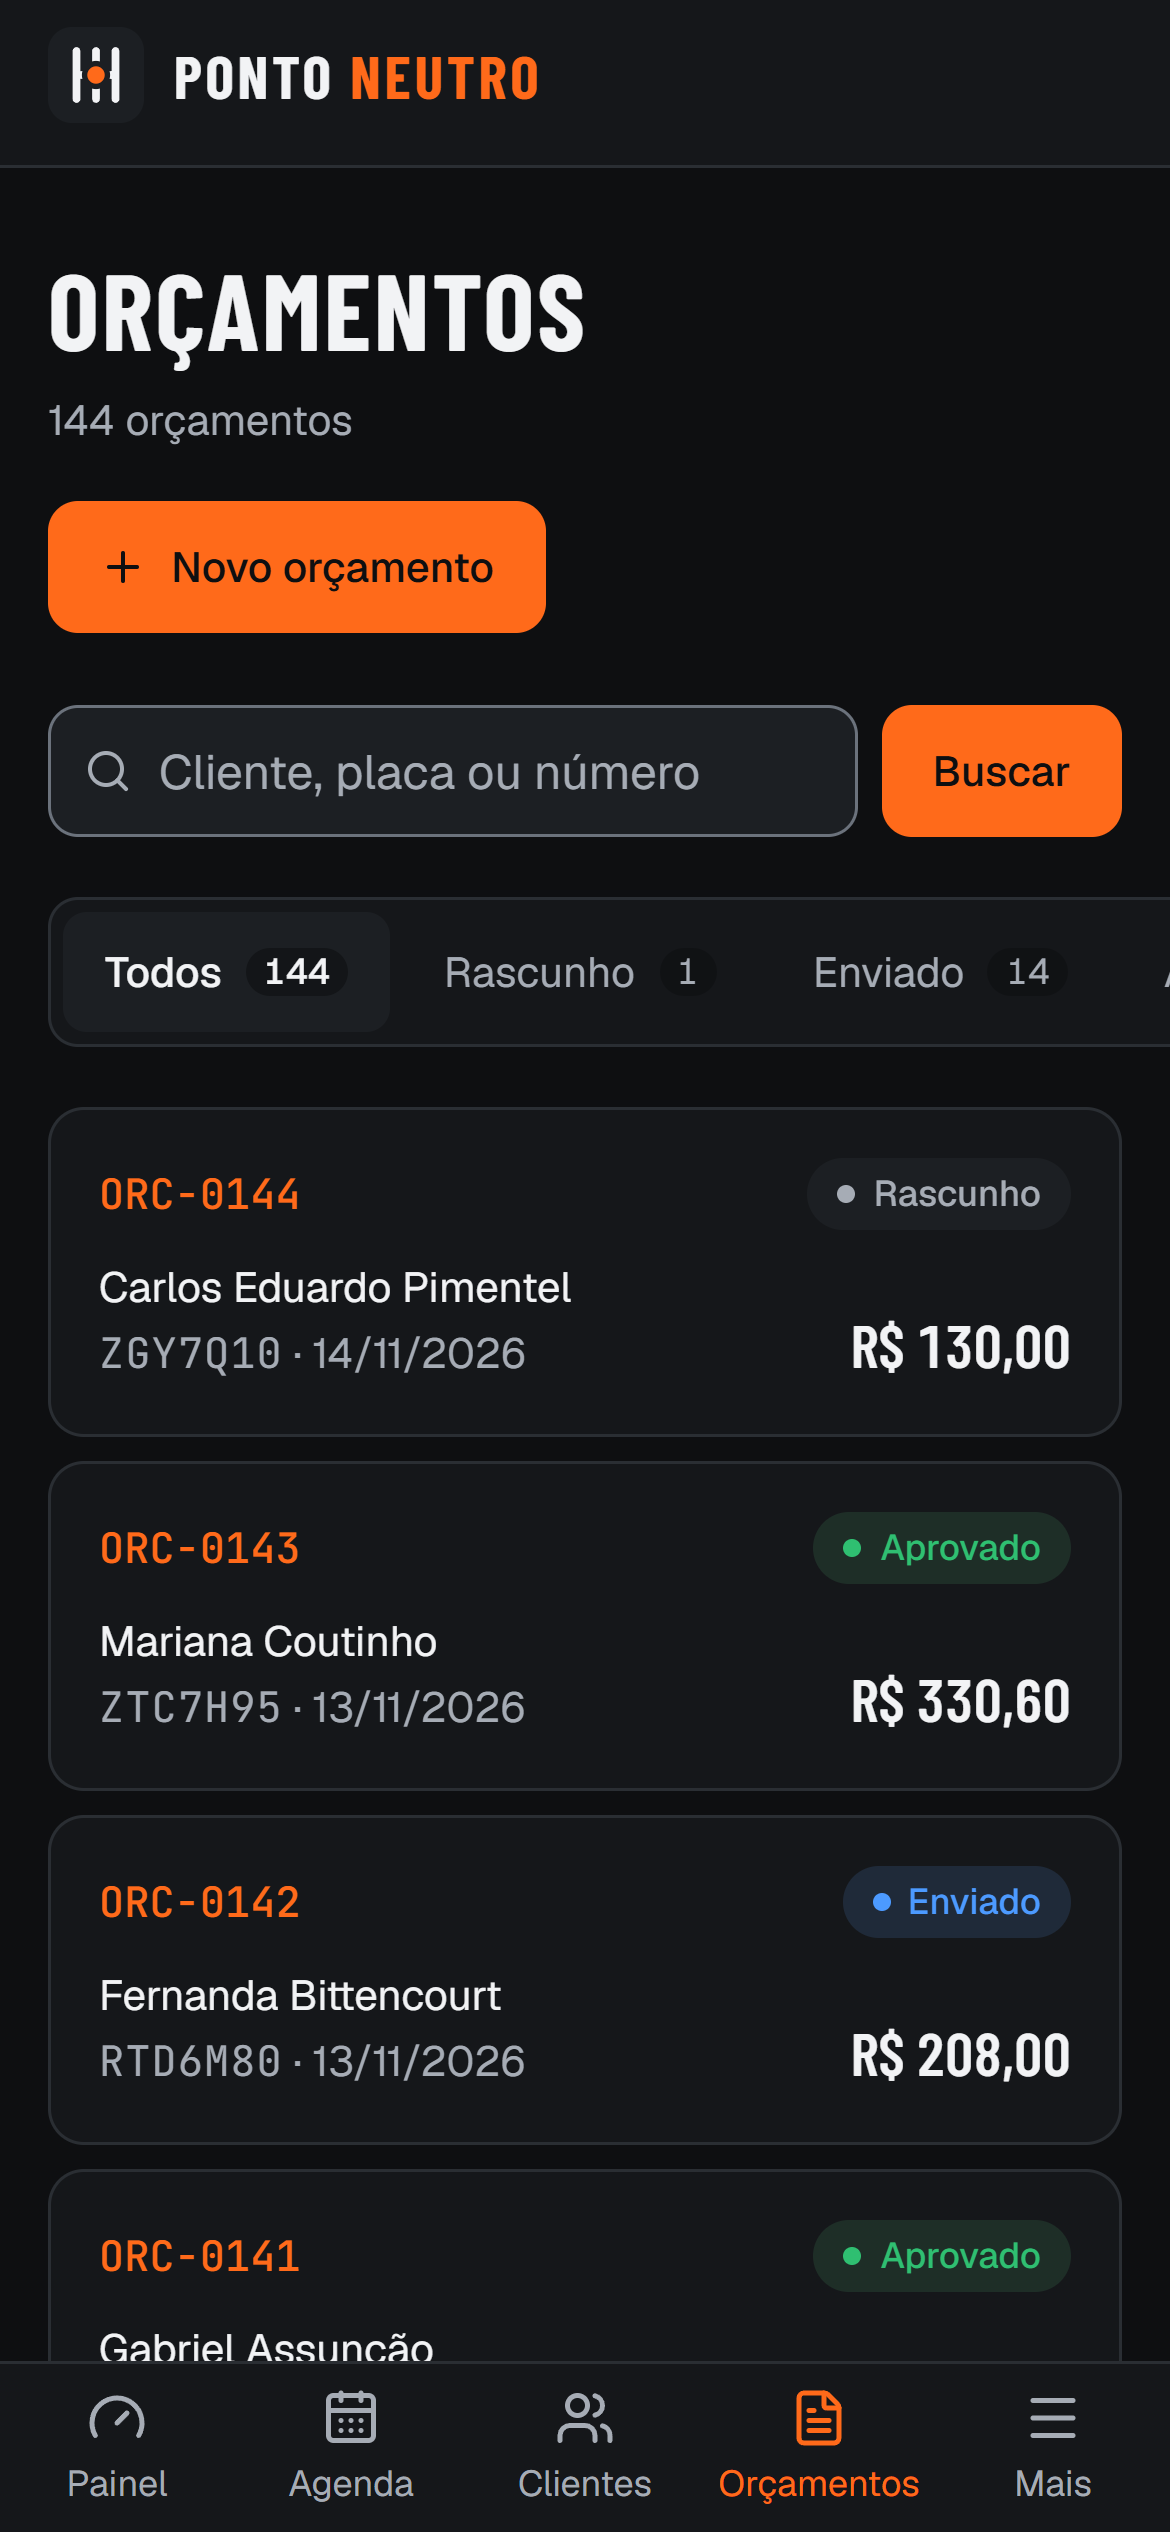 PONTO NEUTRO
ORÇAMENTOS
144 orçamentos
Novo orçamento
Cliente, placa ou número
Buscar
Todos 144 Rascunho 1 Enviado 14
ORC-0144 Rascunho
Carlos Eduardo Pimentel
ZGY7Q10 · 14/11/2026 R$ 130,00
ORC-0143 Aprovado
Mariana Coutinho
ZTC7H95 · 13/11/2026 R$ 330,60
ORC-0142 Enviado
Fernanda Bittencourt
RTD6M80 · 13/11/2026 R$ 208,00
ORC-0141 Aprovado
Gabriel Assunção
Painel Agenda Clientes Orçamentos Mais